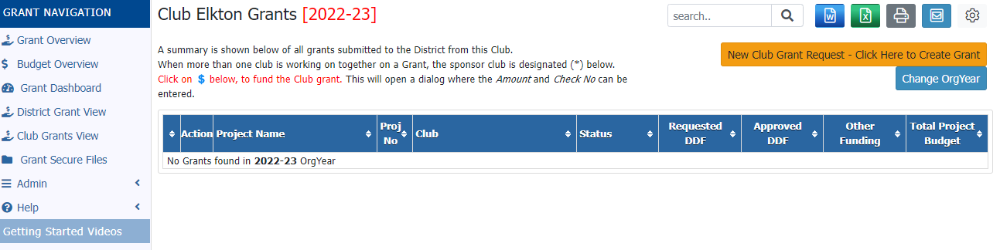 GRANT NAVIGATION
Grant Overview
Budget Overview
Grant Dashboard
District Grant View
Club Grants View
Grant Secure Files
Admin
Help
Getting Started Videos
Club Elkton Grants [2022-23]
search..
A summary is shown below of all grants submitted to the District from this Club.
When more than one club is working on together on a Grant, the sponsor club is designated (*) below.
Click on $ below, to fund the Club grant. This will open a dialog where the Amount and Check No can be
entered.
New Club Grant Request - Click Here to Create Grant
Change OrgYear
Action Project Name Proj No Club Status Requested DDF Approved DDF Other Funding Total Project Budget
No Grants found in 2022-23 OrgYear